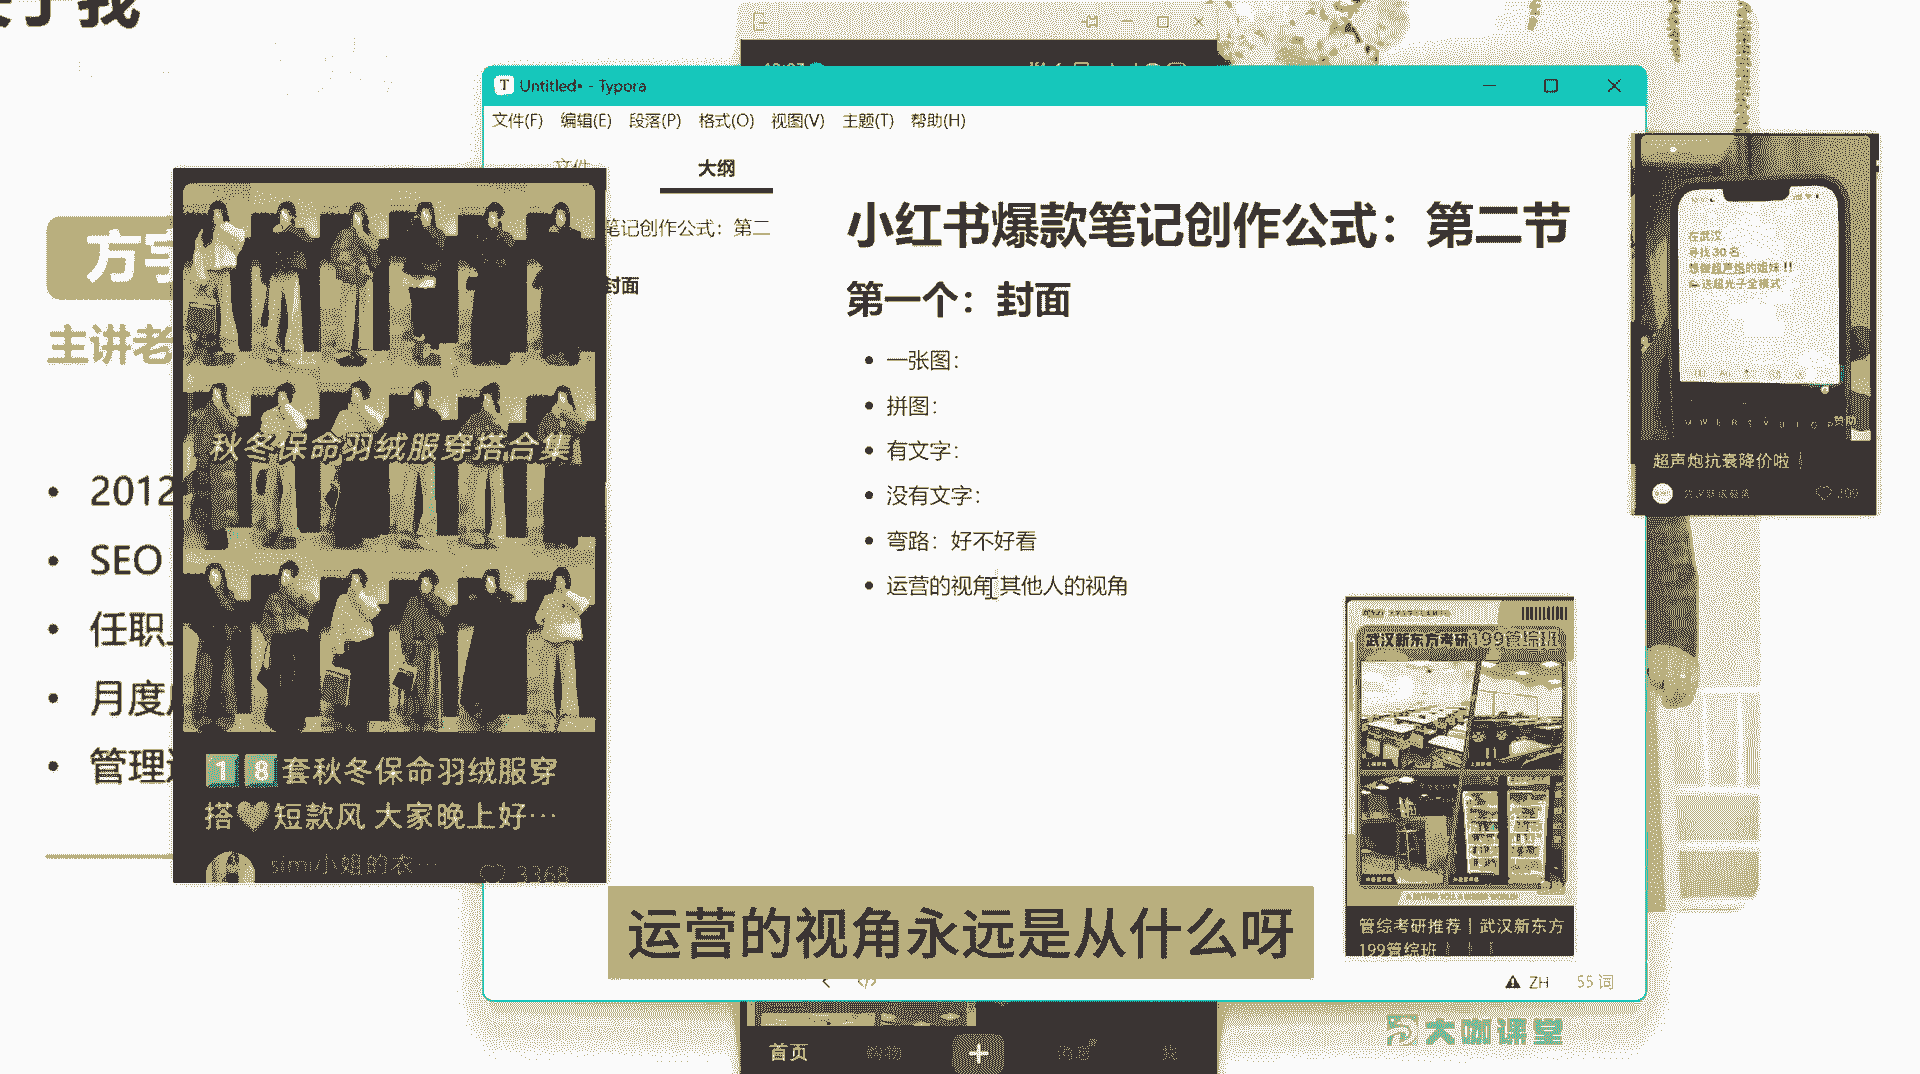 Untitled• - Typora
文件(F) 编辑(E) 段落(P) 格式(O) 视图(V) 主题(T) 帮助(H)
文件 大纲
笔记创作公式：第二
封面
小红书爆款笔记创作公式：第二节
第一个：封面
一张图：
拼图：
有文字：
没有文字：
弯路：好不好看
运营的视角 其他人的视角
ZH 55 词
主讲老
2012
SEO
任职
月度
管理
秋冬保命羽绒服穿搭合集
18套秋冬保命羽绒服穿
搭🖤短款风 大家晚上好…
simi小姐的衣…
3368
在武汉
寻找 30 名
想做超声炮的姐妹!!
送超光子全模式
赞助
超声炮抗衰降价啦
武汉新东方考研199管综班
管综考研推荐｜武汉新东方
199管综班
运营的视角永远是从什么呀
首页 购物 消息 我
大咖课堂